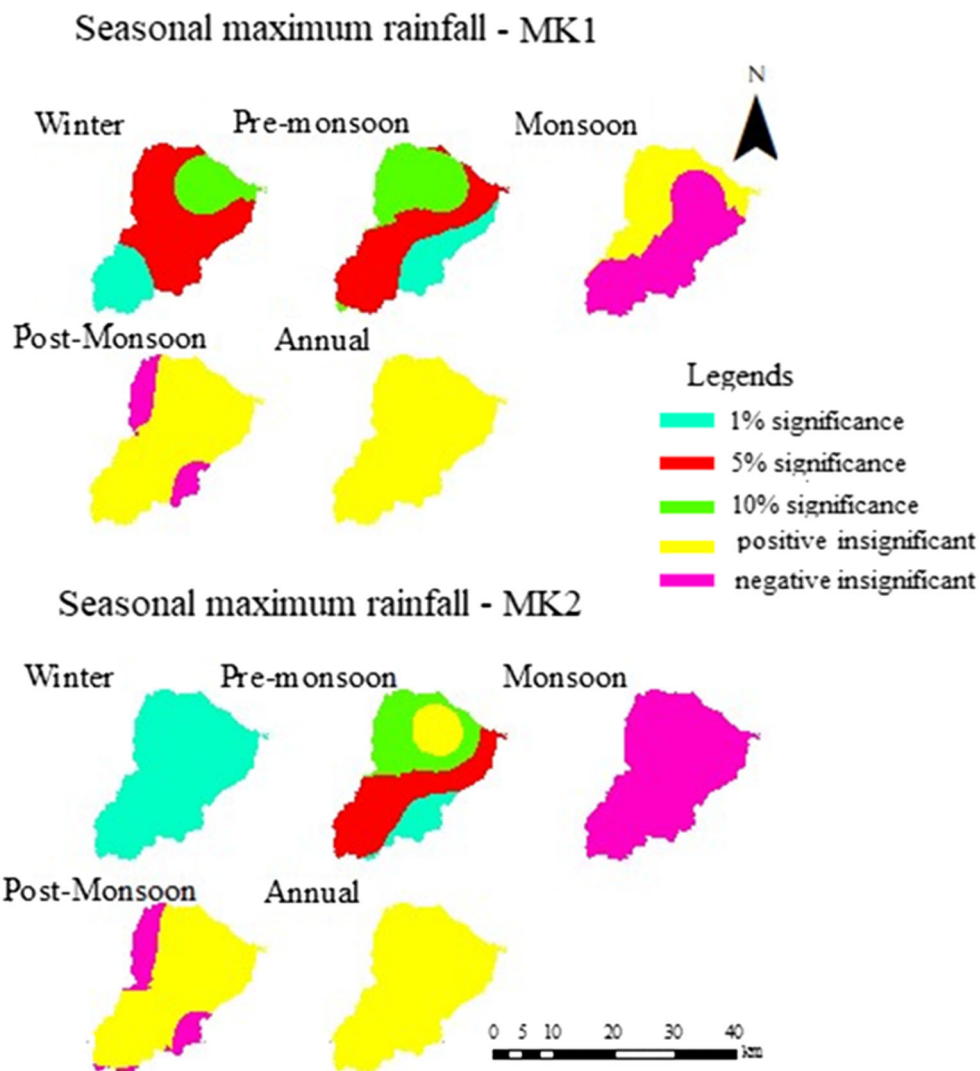 Seasonal maximum rainfall - MK1
N
Winter
Pre-monsoon
Monsoon
Post-Monsoon
Annual
Legends
1% significance
5% significance
10% significance
positive insignificant
negative insignificant
Seasonal maximum rainfall - MK2
Winter
Pre-monsoon
Monsoon
Post-Monsoon
Annual
0 5 10 20 30 40
km